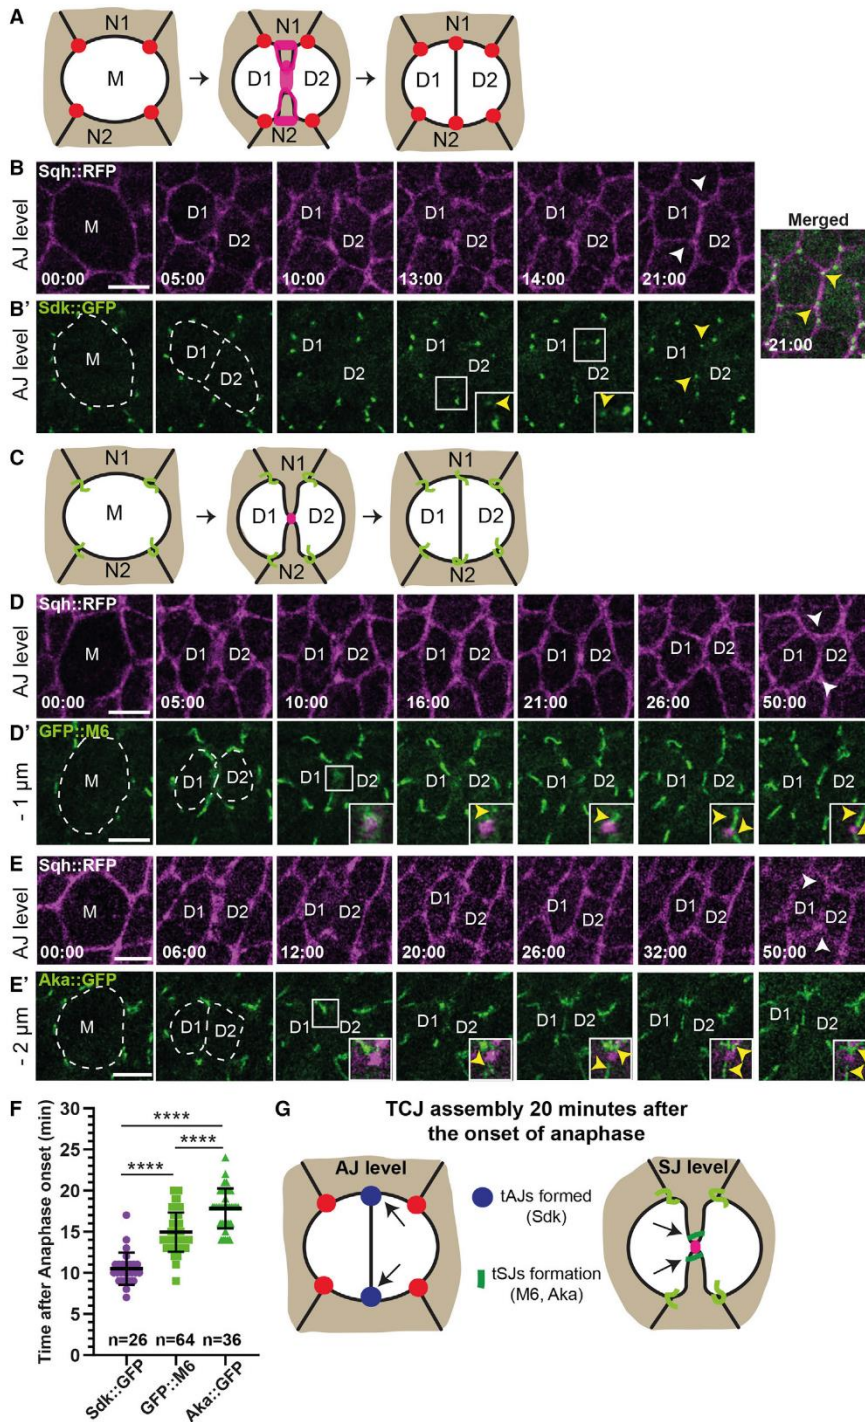 A
N1
M
N2
N1
D1 D2
N2
N1
D1 D2
N2
B
AJ level
Sqh::RFP
M
00:00
D1
D2
05:00
D1
D2
10:00
D1
D2
13:00
D1
D2
14:00
D1
D2
21:00
Merged
21:00
B'
AJ level
Sdk::GFP
M
D1
D2
D1
D2
D1
D2
D1
D2
D1
D2
C
N1
M
N2
N1
D1 D2
N2
N1
D1 D2
N2
D
AJ level
Sqh::RFP
M
00:00
D1 D2
05:00
D1 D2
10:00
D1 D2
16:00
D1 D2
21:00
D1 D2
26:00
D1 D2
50:00
D'
- 1 µm
GFP::M6
M
D1 D2
D1 D2
D1 D2
D1 D2
D1 D2
D1 D2
E
AJ level
Sqh::RFP
M
00:00
D1 D2
06:00
D1 D2
12:00
D1 D2
20:00
D1 D2
26:00
D1 D2
32:00
D1 D2
50:00
E'
- 2 µm
Aka::GFP
M
D1 D2
D1 D2
D1 D2
D1 D2
D1 D2
D1 D2
F
Time after Anaphase onset (min)
30
25
20
15
10
5
0
****
**** ****
n=26 n=64 n=36
Sdk::GFP
GFP::M6
Aka::GFP
G
TCJ assembly 20 minutes after
the onset of anaphase
AJ level
tAJs formed
(Sdk)
tSJs formation
(M6, Aka)
SJ level